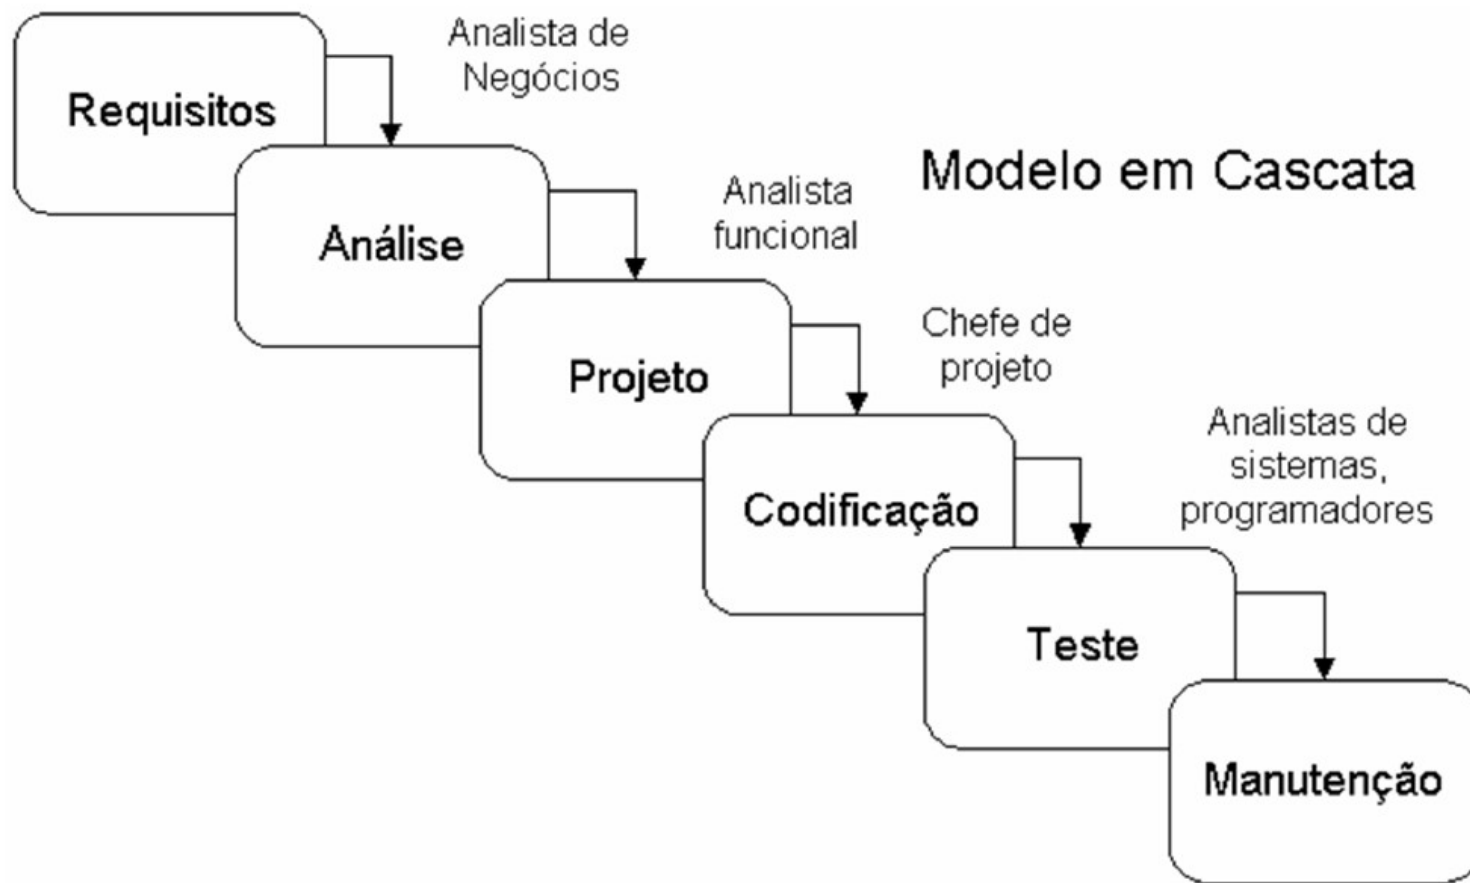 Requisitos
Analista de
Negócios
Análise
Modelo em Cascata
Analista
funcional
Projeto
Chefe de
projeto
Codificação
Analistas de
sistemas,
programadores
Teste
Manutenção